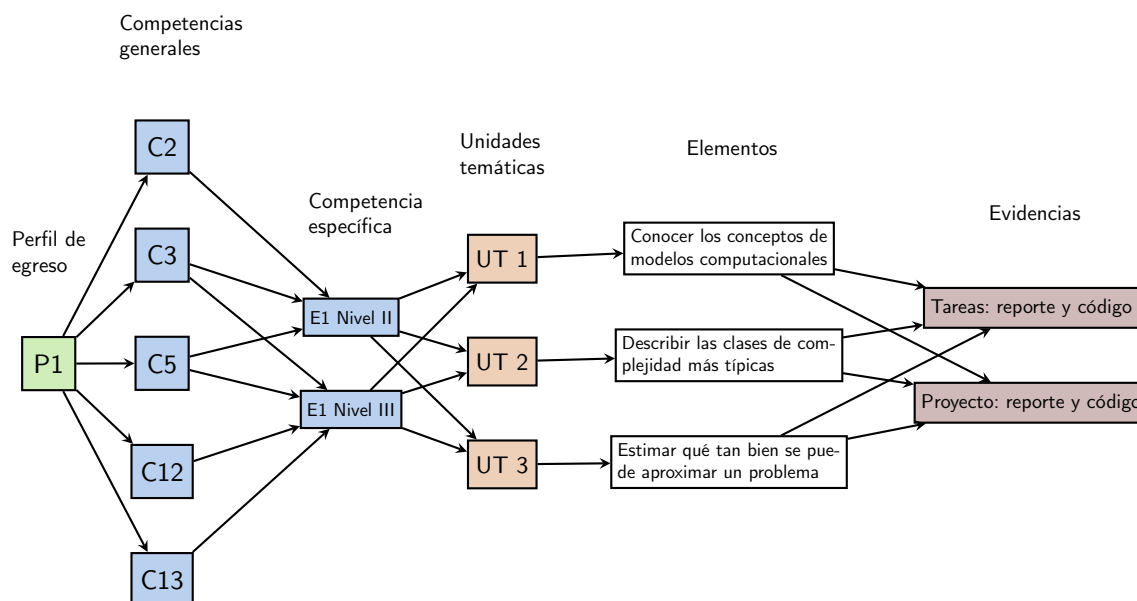 Competencias
generales
C2
Unidades
temáticas
Elementos
Competencia
específica
Evidencias
Perfil de
egreso
C3
UT 1
Conocer los conceptos de
modelos computacionales
E1 Nivel II
Tareas: reporte y código
P1
C5
UT 2
Describir las clases de com-
plejidad más típicas
E1 Nivel III
Proyecto: reporte y código
C12
UT 3
Estimar qué tan bien se pue-
de aproximar un problema
C13